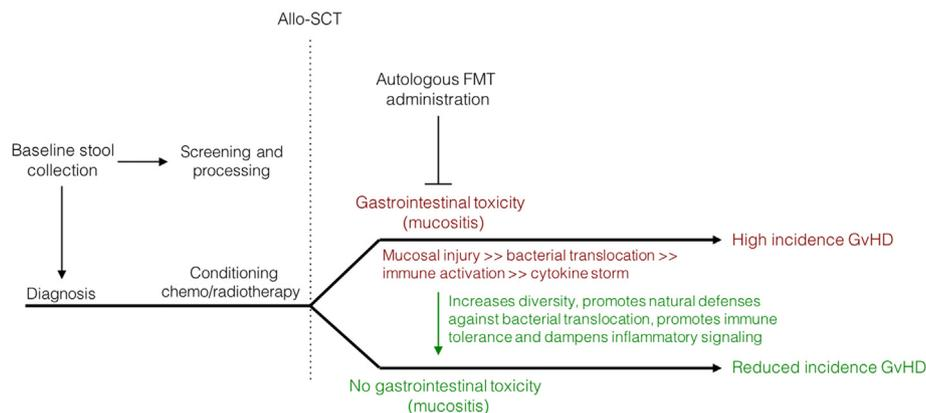 Allo-SCT
Autologous FMT
administration
Baseline stool
collection
Screening and
processing
Gastrointestinal toxicity
(mucositis)
High incidence GvHD
Mucosal injury >> bacterial translocation >>
immune activation >> cytokine storm
Conditioning
chemo/radiotherapy
Diagnosis
Increases diversity, promotes natural defenses
against bacterial translocation, promotes immune
tolerance and dampens inflammatory signaling
Reduced incidence GvHD
No gastrointestinal toxicity
(mucositis)